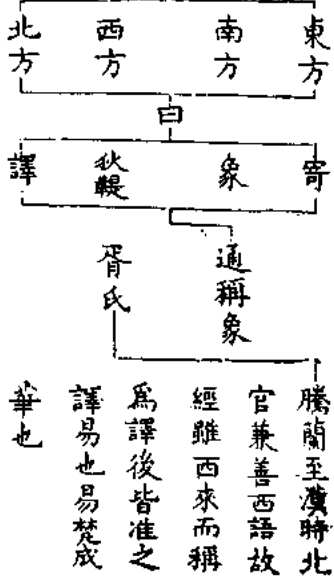 東方
南方
西方
北方
曰
寄
象
狄鞮
譯
通稱象
胥氏
騰蘭至漢時北
官兼善西語故
經雖西來而稱
為譯後皆准之
譯易也易梵成
華也